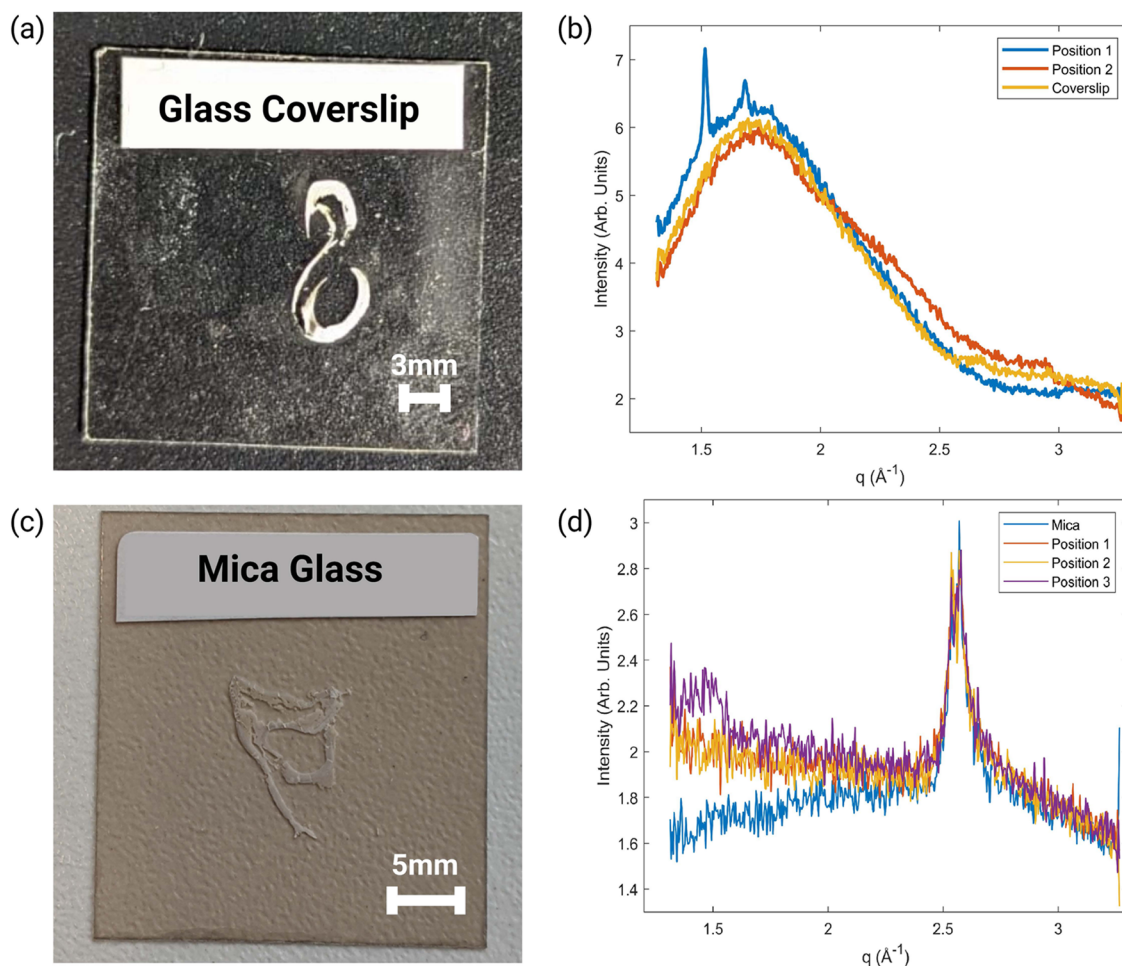 (a)
Glass Coverslip
3mm
(b)
Intensity (Arb. Units)
7
6
5
4
3
2
1.5 2 2.5 3
q (Å-1)
Position 1
Position 2
Coverslip
(c)
Mica Glass
5mm
(d)
Intensity (Arb. Units)
3
2.8
2.6
2.4
2.2
2
1.8
1.6
1.4
1.5 2 2.5 3
q (Å-1)
Mica
Position 1
Position 2
Position 3